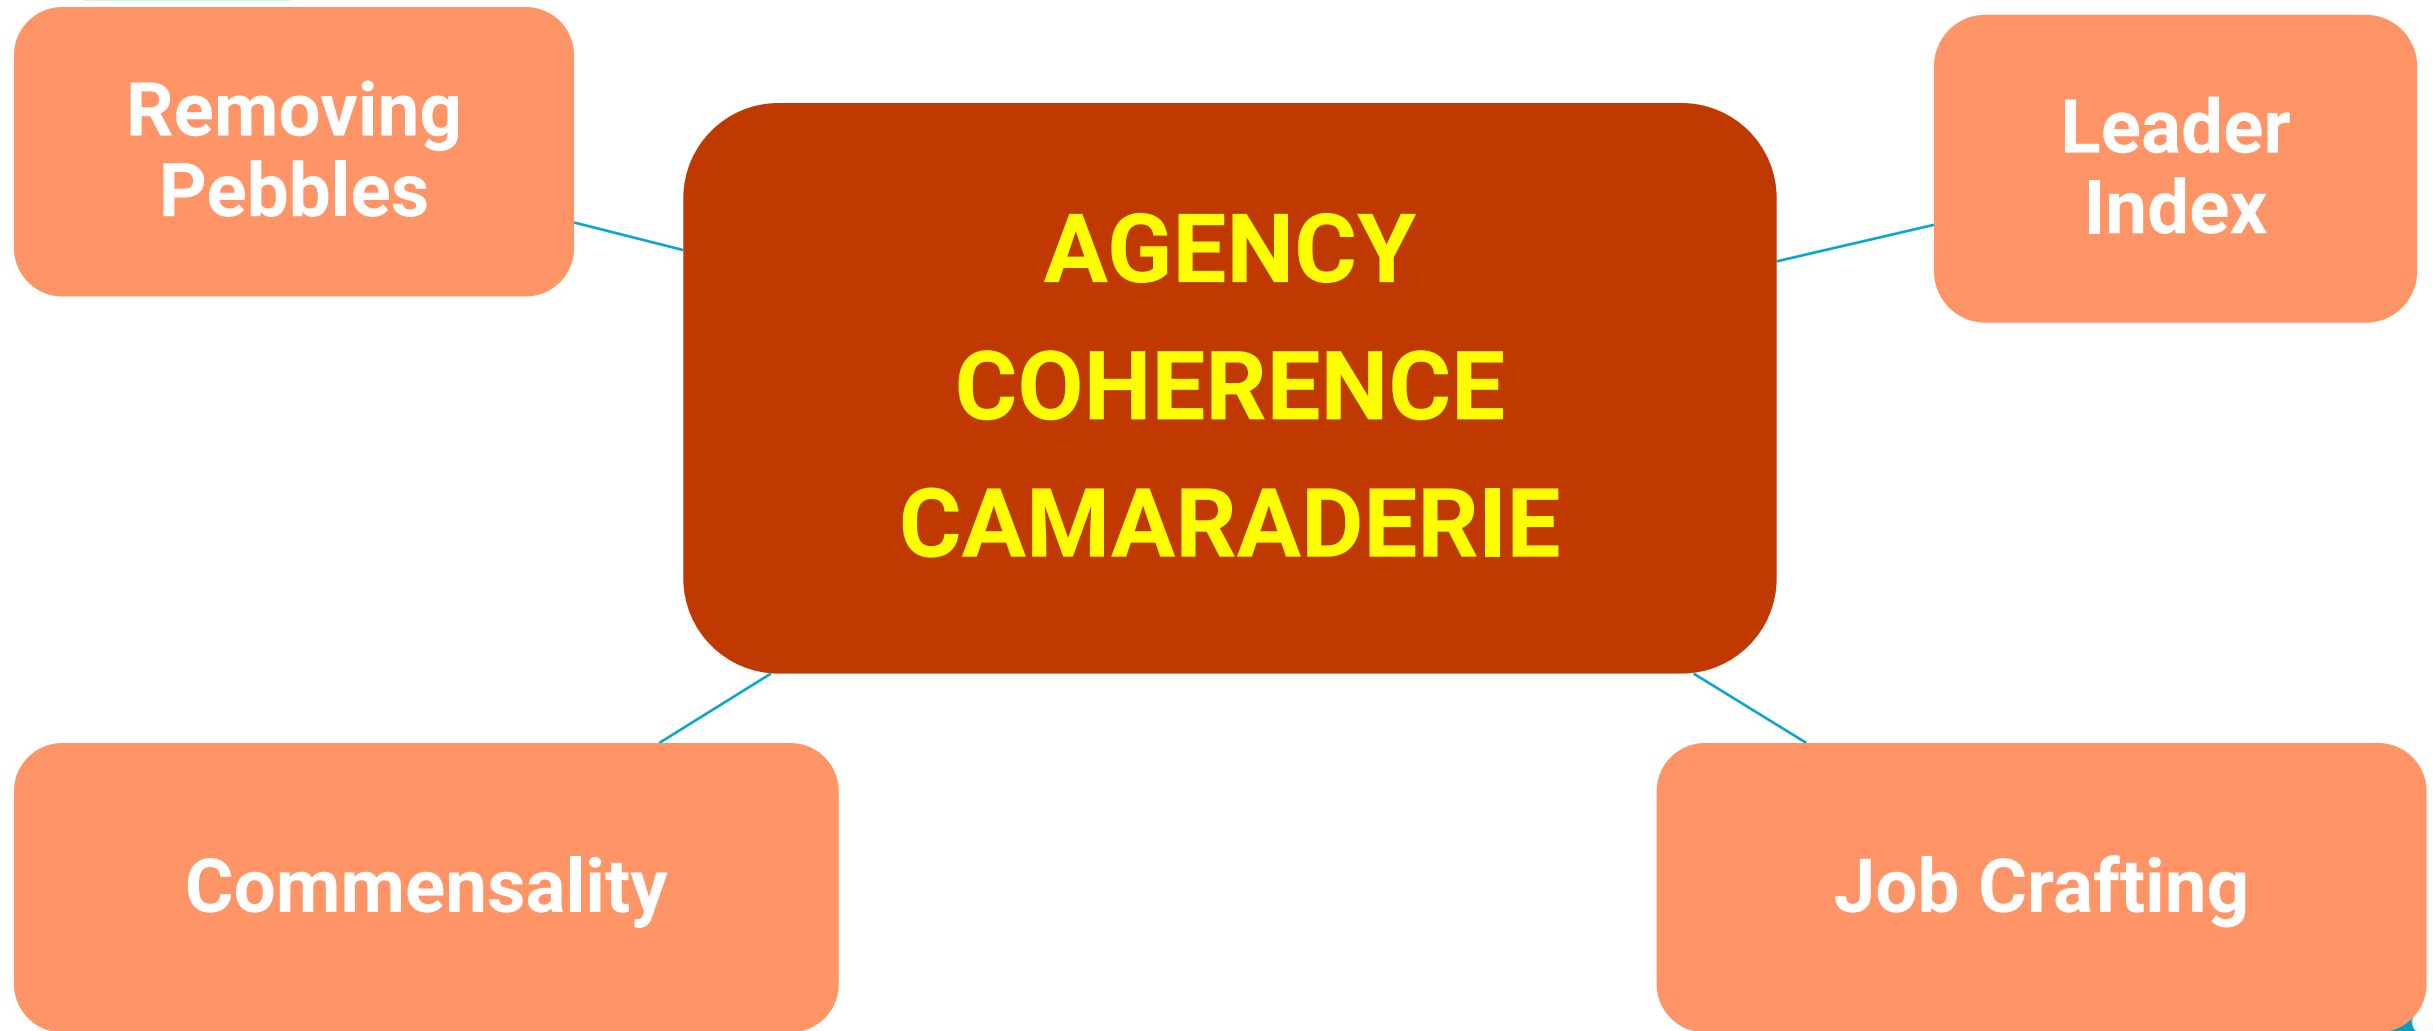 Removing
Pebbles
Leader
Index
AGENCY
COHERENCE
CAMARADERIE
Commensality
Job Crafting